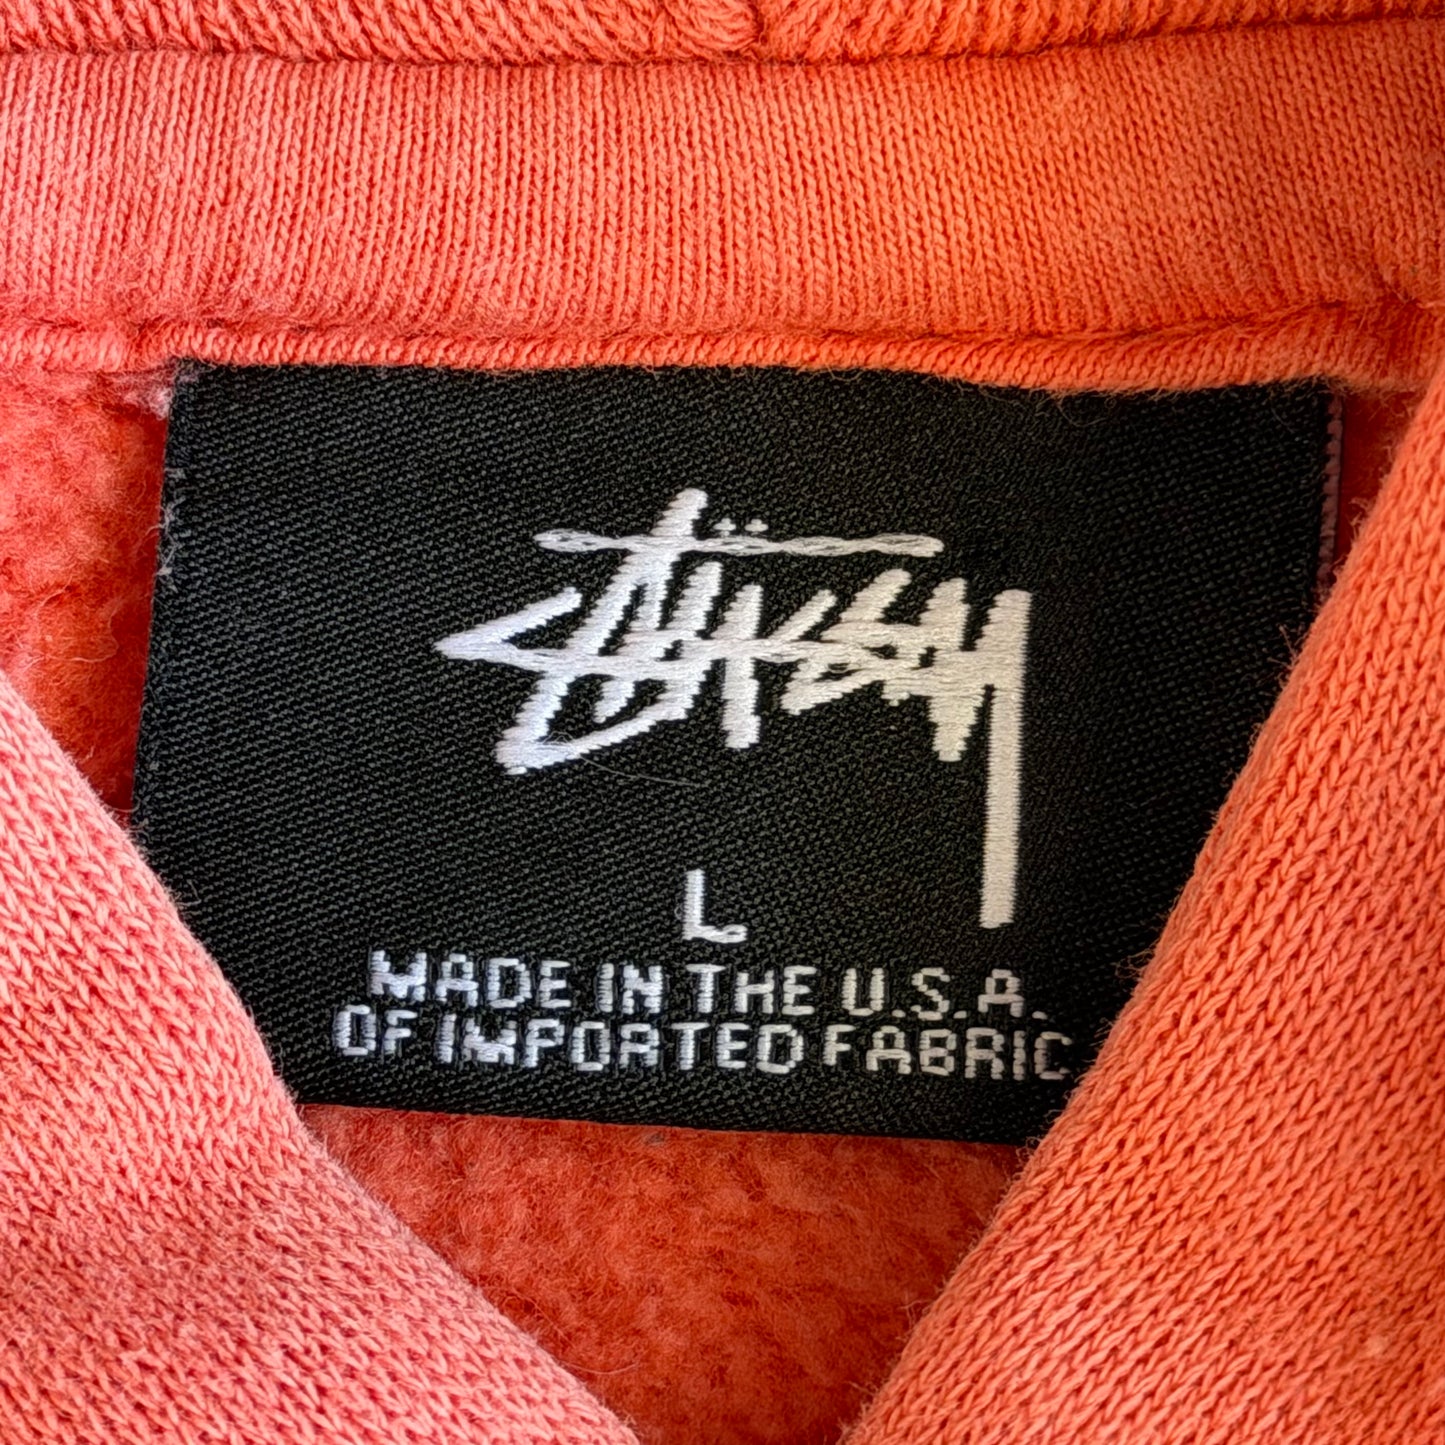 Stüssy
L
MADE IN THE U.S.A.
OF IMPORTED FABRIC